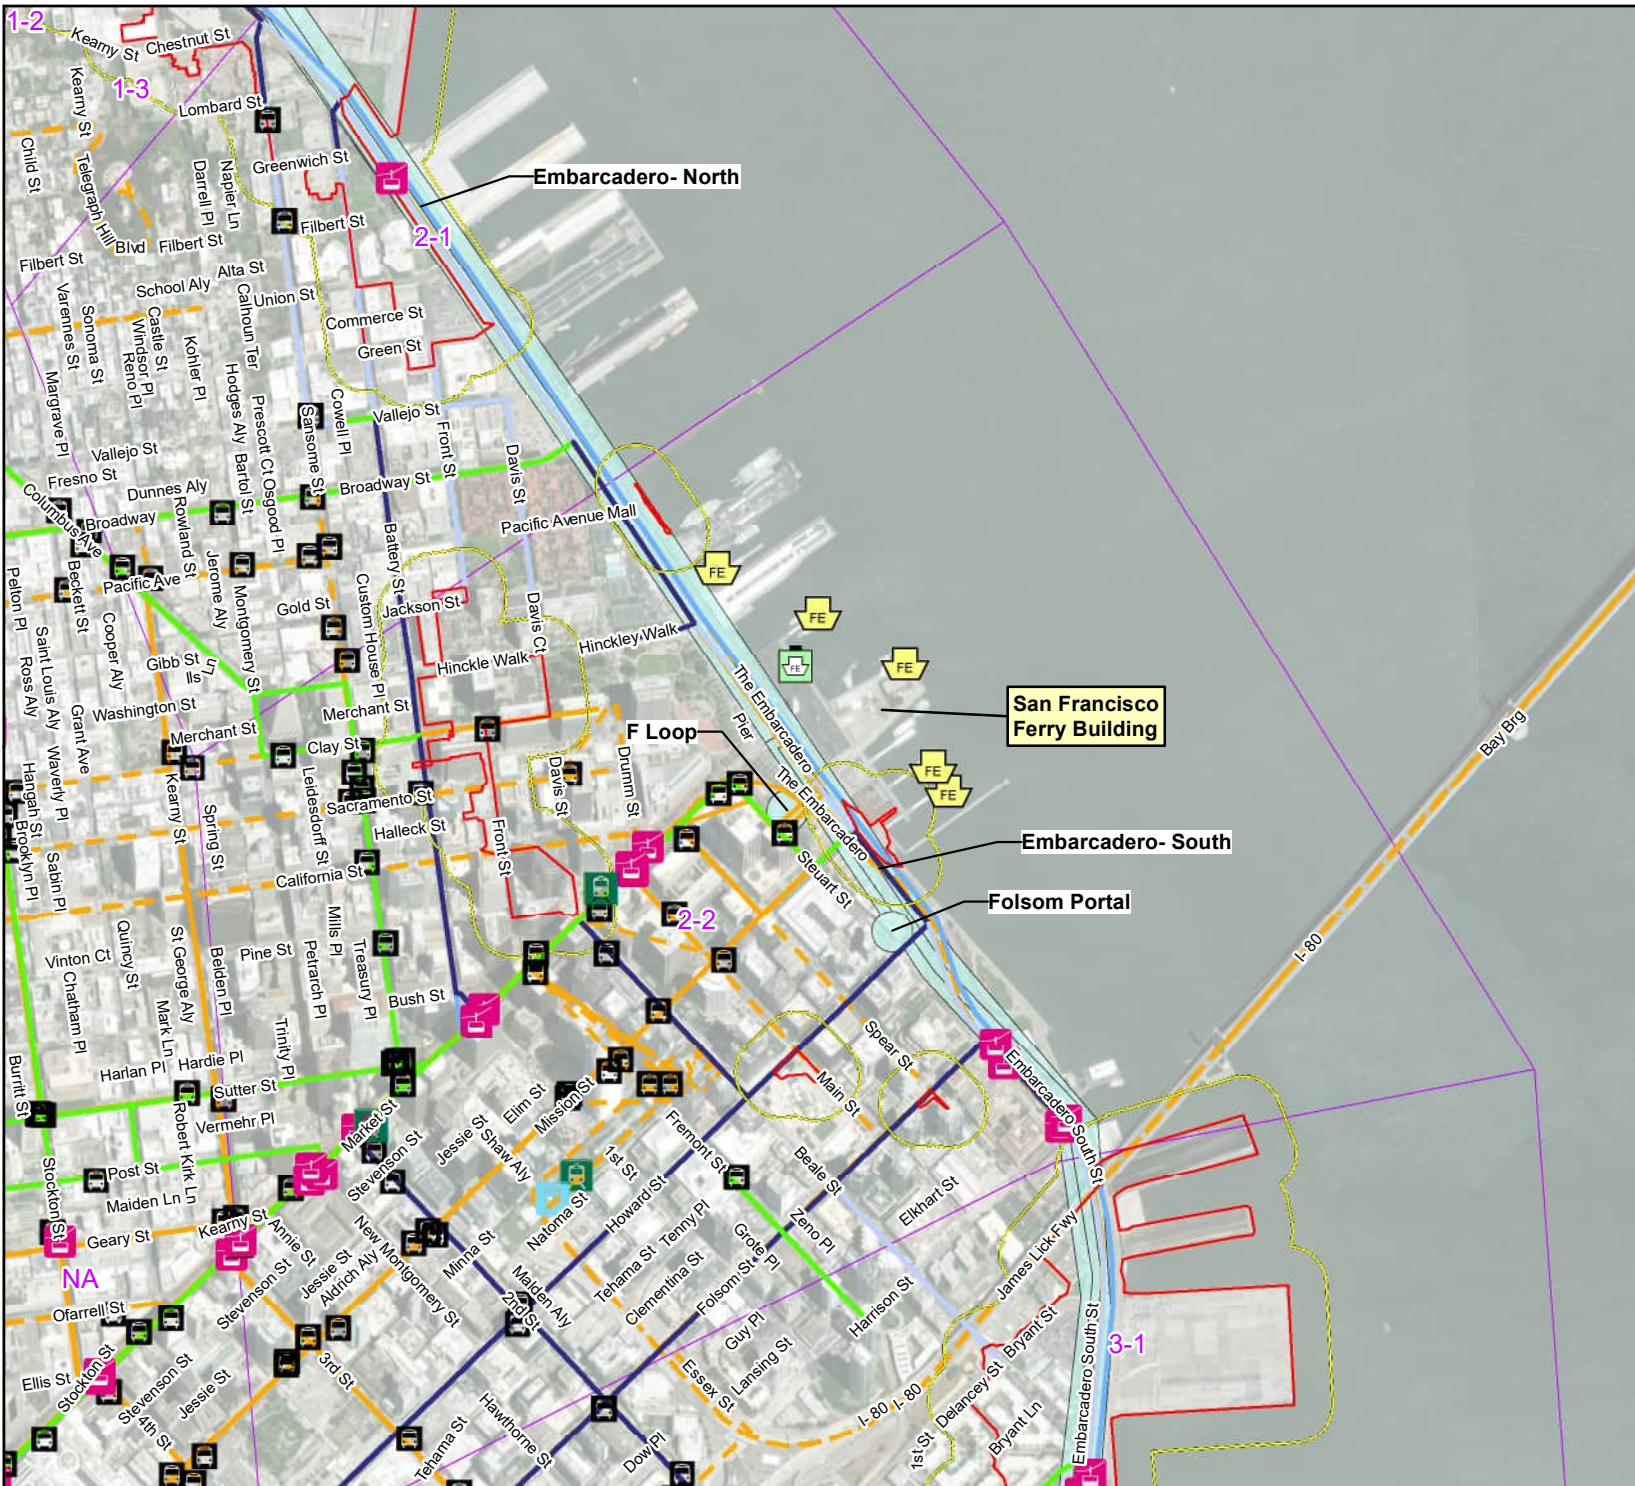 1-2
Kearny St
Chestnut St
1-3
Kearny St
Lombard St
Child St
Telegraph Hill
Blvd
Darrell Pl
Napier Ln
Greenwich St
Filbert St
Filbert St
Filbert St
Embarcadero- North
2-1
Alta St
School Aly
Union St
Calhoun Ter
Varennes St
Sonoma St
Castle St
Windsor Pl
Reno Pl
Kohler Pl
Commerce St
Green St
Margrave Pl
Hodges Aly
Bartol St
Prescott Ct
Osgood Pl
Sansome St
Cowell Pl
Vallejo St
Front St
Davis St
Vallejo St
Fresno St
Dunnes Aly
Broadway St
Columbus Ave
Broadway
Rowland St
Pacific Avenue Mall
Battery St
Pelton Pl
Beckett St
Pacific Ave
Jerome Aly
Montgomery St
Gold St
Custom House Pl
Jackson St
Davis Ct
Hinckley Walk
FE
FE
FE
FE
Saint Louis Aly
Ross Aly
Cooper Aly
Gibb St
Ils
Ln
Hinckle Walk
Washington St
Grant Ave
Waverly Pl
Merchant St
Merchant St
Clay St
The Embarcadero
Pier
San Francisco
Ferry Building
F Loop
Bay Brg
Hangah St
Brooklyn Pl
Sabin Pl
Kearny St
Spring St
Leidesdorff St
Sacramento St
Halleck St
Davis St
Drumm St
The Embarcadero
FE
FE
Front St
Steuart St
Embarcadero- South
California St
Folsom Portal
2-2
Quincy St
Vinton Ct
Chatham Pl
St George Aly
Mark Ln
Belden Pl
Pine St
Mills Pl
Petrarch Pl
Treasury Pl
Bush St
I-80
Burritt St
Harlan Pl
Hardie Pl
Trinity Pl
Sutter St
Vermehr Pl
Robert Kirk Ln
Market St
Stevenson St
Jessie St
Elim St
Mission St
Shaw Aly
Spear St
Main St
Embarcadero South St
Stockton St
Post St
Maiden Ln
Geary St
Kearny St
Annie St
Jessie St
Aldrich Aly
Stevenson St
New Montgomery St
Minna St
Natoma St
1st St
Fremont St
Howard St
Beale St
Zeno Pl
Elkhart St
Tenny Pl
Tehama St
Grote Pl
Clementina St
Folsom St
Malden Aly
2nd St
James Lick Fwy
NA
Ofarrell St
Ellis St
Stockton St
Stevenson St
Jessie St
4th St
3rd St
Guy Pl
Lansing St
Harrison St
Essex St
Bryant St
Embarcadero South St
3-1
I- 80
I- 80
Delancey St
Bryant Ln
1st St
Tehama St
Hawthorne St
Dow Pl